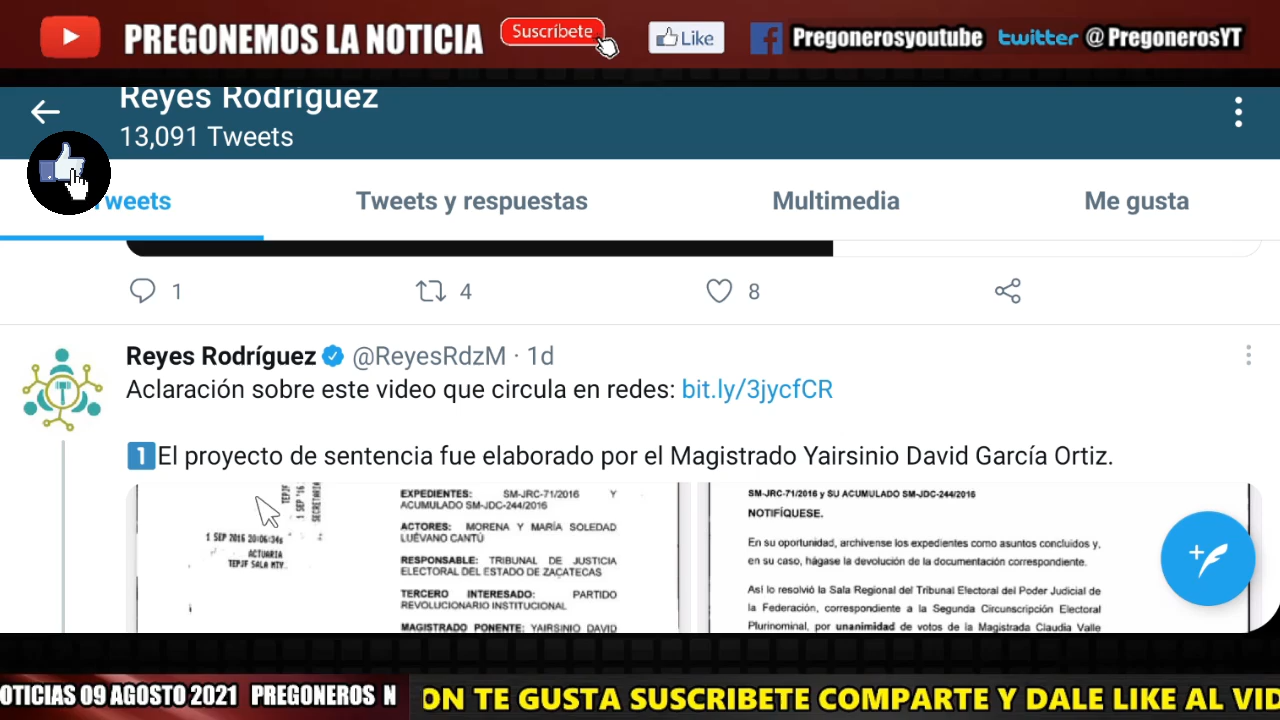 PREGONEMOS LA NOTICIA
Suscríbete
Like
Pregonerosyoutube
twitter @PregonerosYT
Reyes Rodríguez
13,091 Tweets
Tweets
Tweets y respuestas
Multimedia
Me gusta
1
4
8
Reyes Rodríguez @ReyesRdzM · 1d
Aclaración sobre este video que circula en redes: bit.ly/3jycfCR
1️⃣El proyecto de sentencia fue elaborado por el Magistrado Yairsinio David García Ortiz.
TEPJF
1 SEP '16
SECRETARIA
1 SEP 2016 20:06:34s
ACTUARIA
TEPJF SALA MTY.
EXPEDIENTES: SM-JRC-71/2016 Y
ACUMULADO SM-JDC-244/2016
ACTORES: MORENA Y MARÍA SOLEDAD
LUÉVANO CANTÚ
RESPONSABLE: TRIBUNAL DE JUSTICIA
ELECTORAL DEL ESTADO DE ZACATECAS
TERCERO INTERESADO: PARTIDO
REVOLUCIONARIO INSTITUCIONAL
MAGISTRADO PONENTE: YAIRSINIO DAVID
SM-JRC-71/2016 y SU ACUMULADO SM-JDC-244/2016
NOTIFÍQUESE.
En su oportunidad, archívense los expedientes como asuntos concluidos y,
en su caso, hágase la devolución de la documentación correspondiente.
Así lo resolvió la Sala Regional del Tribunal Electoral del Poder Judicial de
la Federación, correspondiente a la Segunda Circunscripción Electoral
Plurinominal, por unanimidad de votos de la Magistrada Claudia Valle
OTICIAS 09 AGOSTO 2021 PREGONEROS N
ON TE GUSTA SUSCRIBETE COMPARTE Y DALE LIKE AL VID